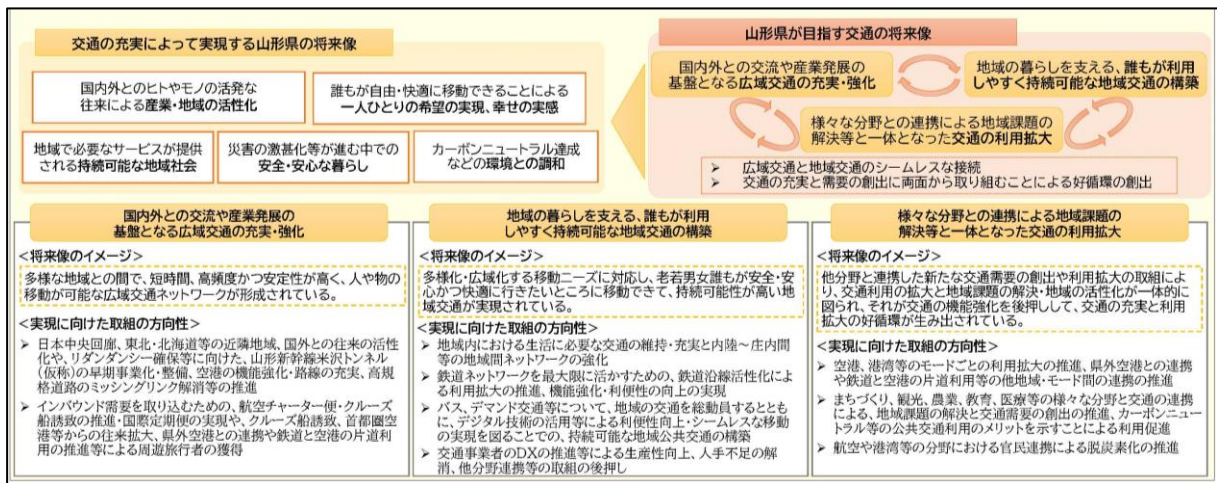 交通の充実によって実現する山形県の将来像
国内外とのヒトやモノの活発な
往来による産業・地域の活性化
誰もが自由・快適に移動できることによる
一人ひとりの希望の実現、幸せの実感
地域で必要なサービスが提供
される持続可能な地域社会
災害の激甚化等が進む中での
安全・安心な暮らし
カーボンニュートラル達成
などの環境との調和
山形県が目指す交通の将来像
国内外との交流や産業発展の
基盤となる広域交通の充実・強化
地域の暮らしを支える、誰もが利用
しやすく持続可能な地域交通の構築
様々な分野との連携による地域課題の
解決等と一体となった交通の利用拡大
➢ 広域交通と地域交通のシームレスな接続
➢ 交通の充実と需要の創出に両面から取り組むことによる好循環の創出
国内外との交流や産業発展の
基盤となる広域交通の充実・強化
<将来像のイメージ>
多様な地域との間で、短時間、高頻度かつ安定性が高く、人や物の
移動が可能な広域交通ネットワークが形成されている。
<実現に向けた取組の方向性>
➢ 日本中央回廊、東北・北海道等の近隣地域、国外との往来の活性
化や、リダンダンシー確保等に向けた、山形新幹線米沢トンネル
(仮称)の早期事業化・整備、空港の機能強化・路線の充実、高規
格道路のミッシングリンク解消等の推進
➢ インバウンド需要を取り込むための、航空チャーター便・クルーズ
船誘致の推進・国際定期便の実現や、クルーズ船誘致、首都圏空
港等からの往来拡大、県外空港との連携や鉄道と空港の片道利
用の推進等による周遊旅行者の獲得
地域の暮らしを支える、誰もが利用
しやすく持続可能な地域交通の構築
<将来像のイメージ>
多様化・広域化する移動ニーズに対応し、老若男女誰もが安全・安
心かつ快適に行きたいところに移動できて、持続可能性が高い地
域交通が実現されている。
<実現に向けた取組の方向性>
➢ 地域内における生活に必要な交通の維持・充実と内陸～庄内間
等の地域間ネットワークの強化
➢ 鉄道ネットワークを最大限に活かすための、鉄道沿線活性化によ
る利用拡大の推進、機能強化・利便性の向上の実現
➢ バス、デマンド交通等について、地域の交通を総動員するととも
に、デジタル技術の活用等による利便性向上・シームレスな移動
の実現を図ることでの、持続可能な地域公共交通の構築
➢ 交通事業者のDXの推進等による生産性向上、人手不足の解
消、他分野連携等の取組の後押し
様々な分野との連携による地域課題の
解決等と一体となった交通の利用拡大
<将来像のイメージ>
他分野と連携した新たな交通需要の創出や利用拡大の取組によ
り、交通利用の拡大と地域課題の解決・地域の活性化が一体的に
図られ、それが交通の機能強化を後押しして、交通の充実と利用
拡大の好循環が生み出されている。
<実現に向けた取組の方向性>
➢ 空港、港湾等のモードごとの利用拡大の推進、県外空港との連携
や鉄道と空港の片道利用等の他地域・モード間の連携の推進
➢ まちづくり、観光、農業、教育、医療等の様々な分野と交通の連携
による、地域課題の解決と交通需要の創出の推進、カーボンニュー
トラル等の公共交通利用のメリットを示すことによる利用促進
➢ 航空や港湾等の分野における官民連携による脱炭素化の推進